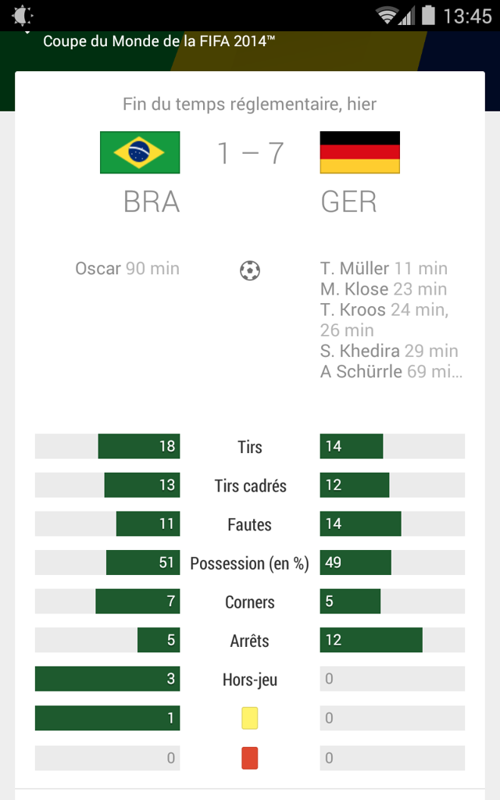 13:45
Coupe du Monde de la FIFA 2014™
Fin du temps réglementaire, hier
1 – 7
BRA GER
Oscar 90 min
T. Müller 11 min
M. Klose 23 min
T. Kroos 24 min,
26 min
S. Khedira 29 min
A Schürrle 69 mi...
18 Tirs 14
13 Tirs cadrés 12
11 Fautes 14
51 Possession (en %) 49
7 Corners 5
5 Arrêts 12
3 Hors-jeu 0
1 0
0 0